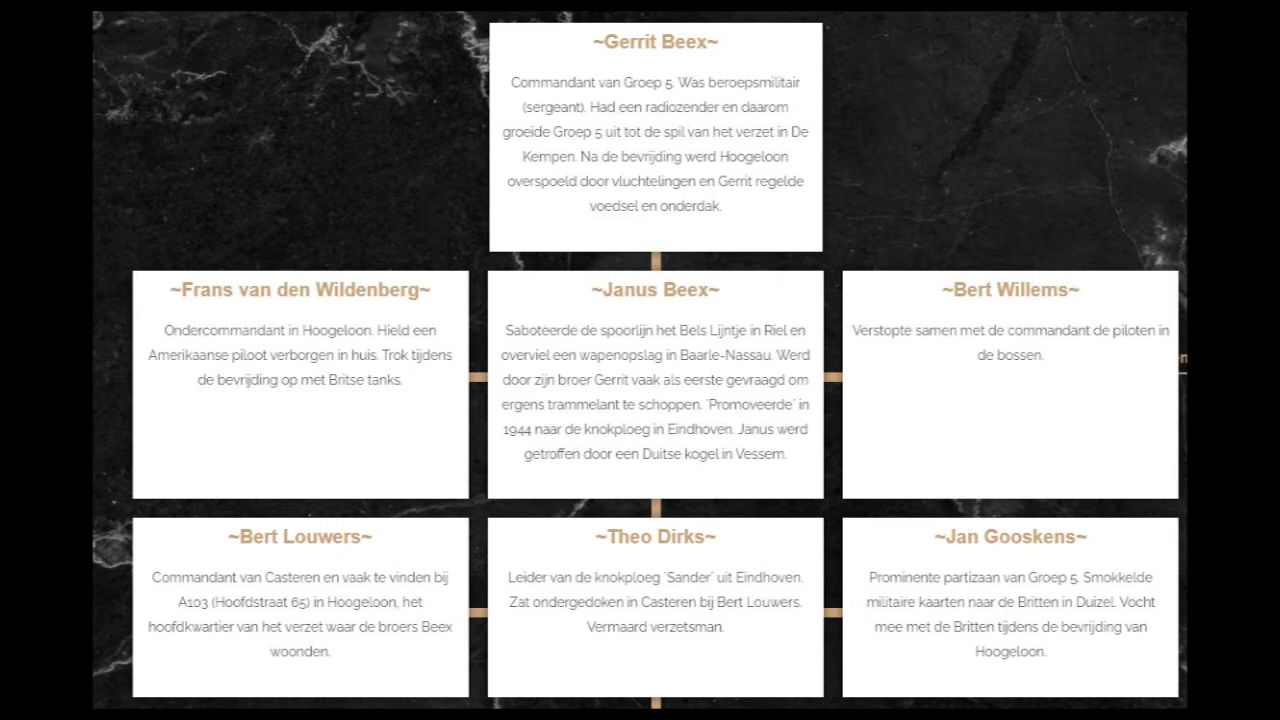 ~Gerrit Beex~
Commandant van Groep 5. Was beroepsmilitair
(sergeant). Had een radiozender en daarom
groeide Groep 5 uit tot de spil van het verzet in De
Kempen. Na de bevrijding werd Hoogeloon
overspoeld door vluchtelingen en Gerrit regelde
voedsel en onderdak.
~Frans van den Wildenberg~
Ondercommandant in Hoogeloon. Hield een
Amerikaanse piloot verborgen in huis. Trok tijdens
de bevrijding op met Britse tanks.
~Janus Beex~
Saboteerde de spoorlijn het Bels Lijntje in Riel en
overviel een wapenopslag in Baarle-Nassau. Werd
door zijn broer Gerrit vaak als eerste gevraagd om
ergens trammelant te schoppen. 'Promoveerde' in
1944 naar de knokploeg in Eindhoven. Janus werd
getroffen door een Duitse kogel in Vessem.
~Bert Willems~
Verstopte samen met de commandant de piloten in
de bossen.
~Bert Louwers~
Commandant van Casteren en vaak te vinden bij
A103 (Hoofdstraat 65) in Hoogeloon, het
hoofdkwartier van het verzet waar de broers Beex
woonden.
~Theo Dirks~
Leider van de knokploeg 'Sander' uit Eindhoven.
Zat ondergedoken in Casteren bij Bert Louwers.
Vermaard verzetsman.
~Jan Gooskens~
Prominente partizaan van Groep 5. Smokkelde
militaire kaarten naar de Britten in Duizel. Vocht
mee met de Britten tijdens de bevrijding van
Hoogeloon.